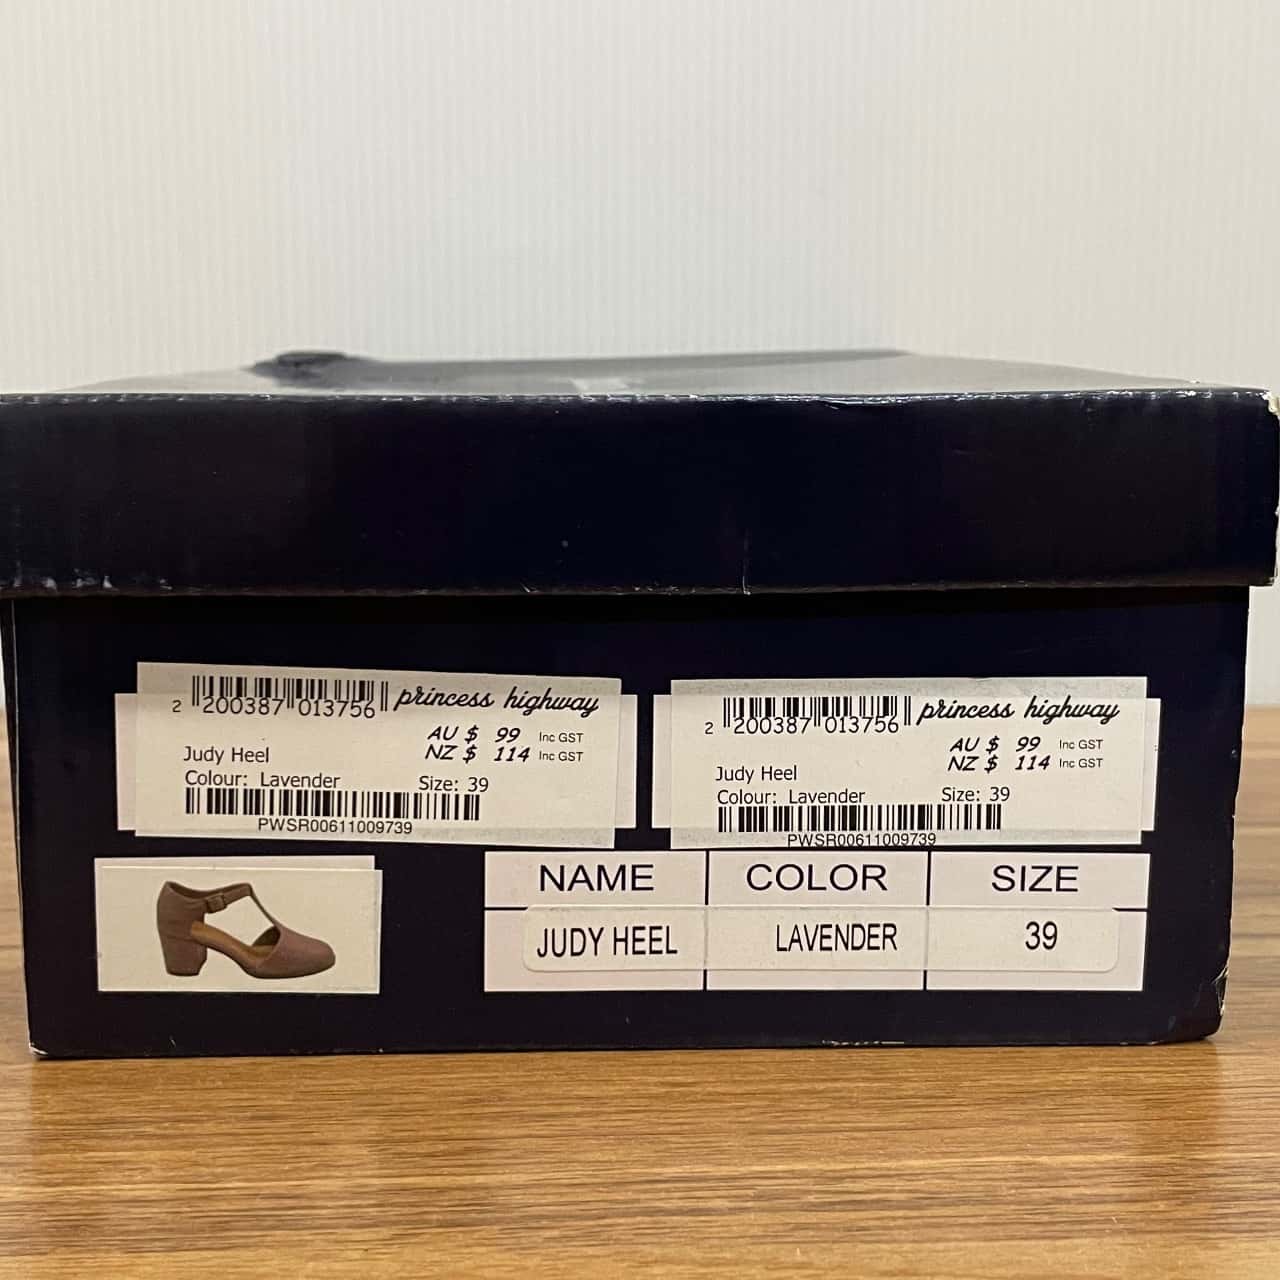 2 200387 013756
princess highway
AU $ 99 Inc GST
NZ $ 114 Inc GST
Judy Heel
Colour: Lavender Size: 39
PWSR00611009739
2 200387 013756
princess highway
AU $ 99 Inc GST
NZ $ 114 Inc GST
Judy Heel
Colour: Lavender Size: 39
PWSR00611009739
NAME COLOR SIZE
JUDY HEEL LAVENDER 39